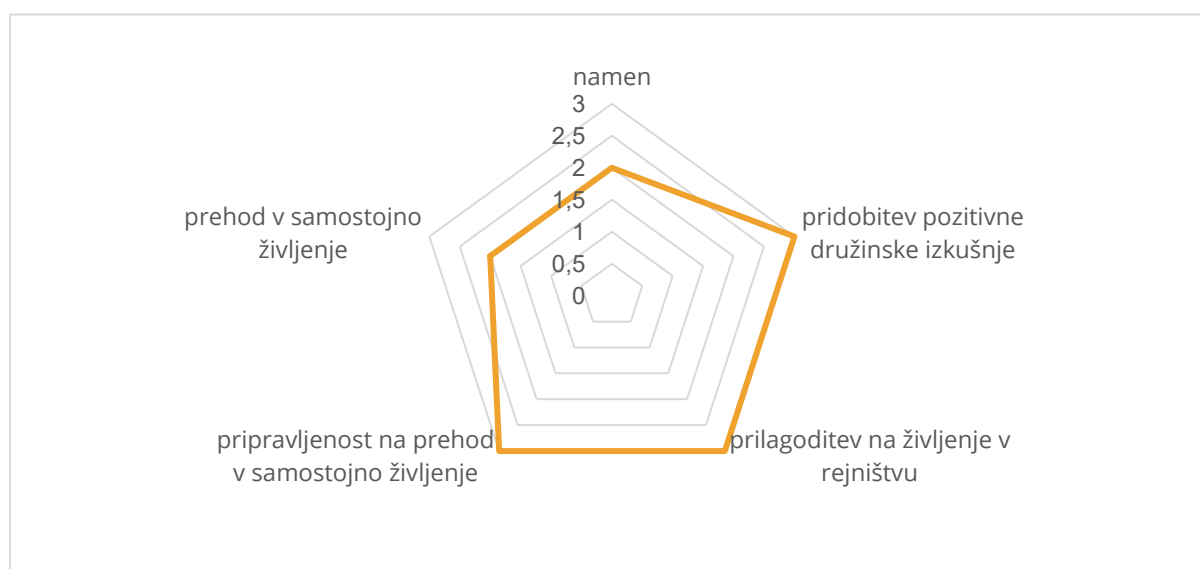 namen
3
2,5
2
1,5
1
0,5
0
pridobitev pozitivne
družinske izkušnje
prilagoditev na življenje v
rejništvu
pripravljenost na prehod
v samostojno življenje
prehod v samostojno
življenje